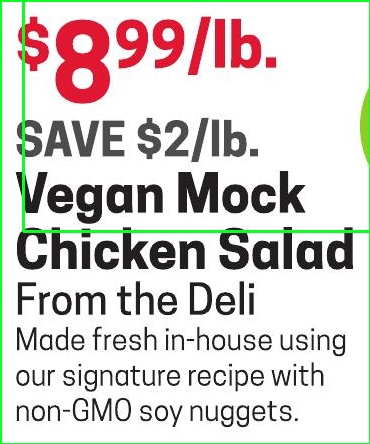 $8.99/lb.
SAVE $2/lb.
Vegan Mock
Chicken Salad
From the Deli
Made fresh in-house using
our signature recipe with
non-GMO soy nuggets.